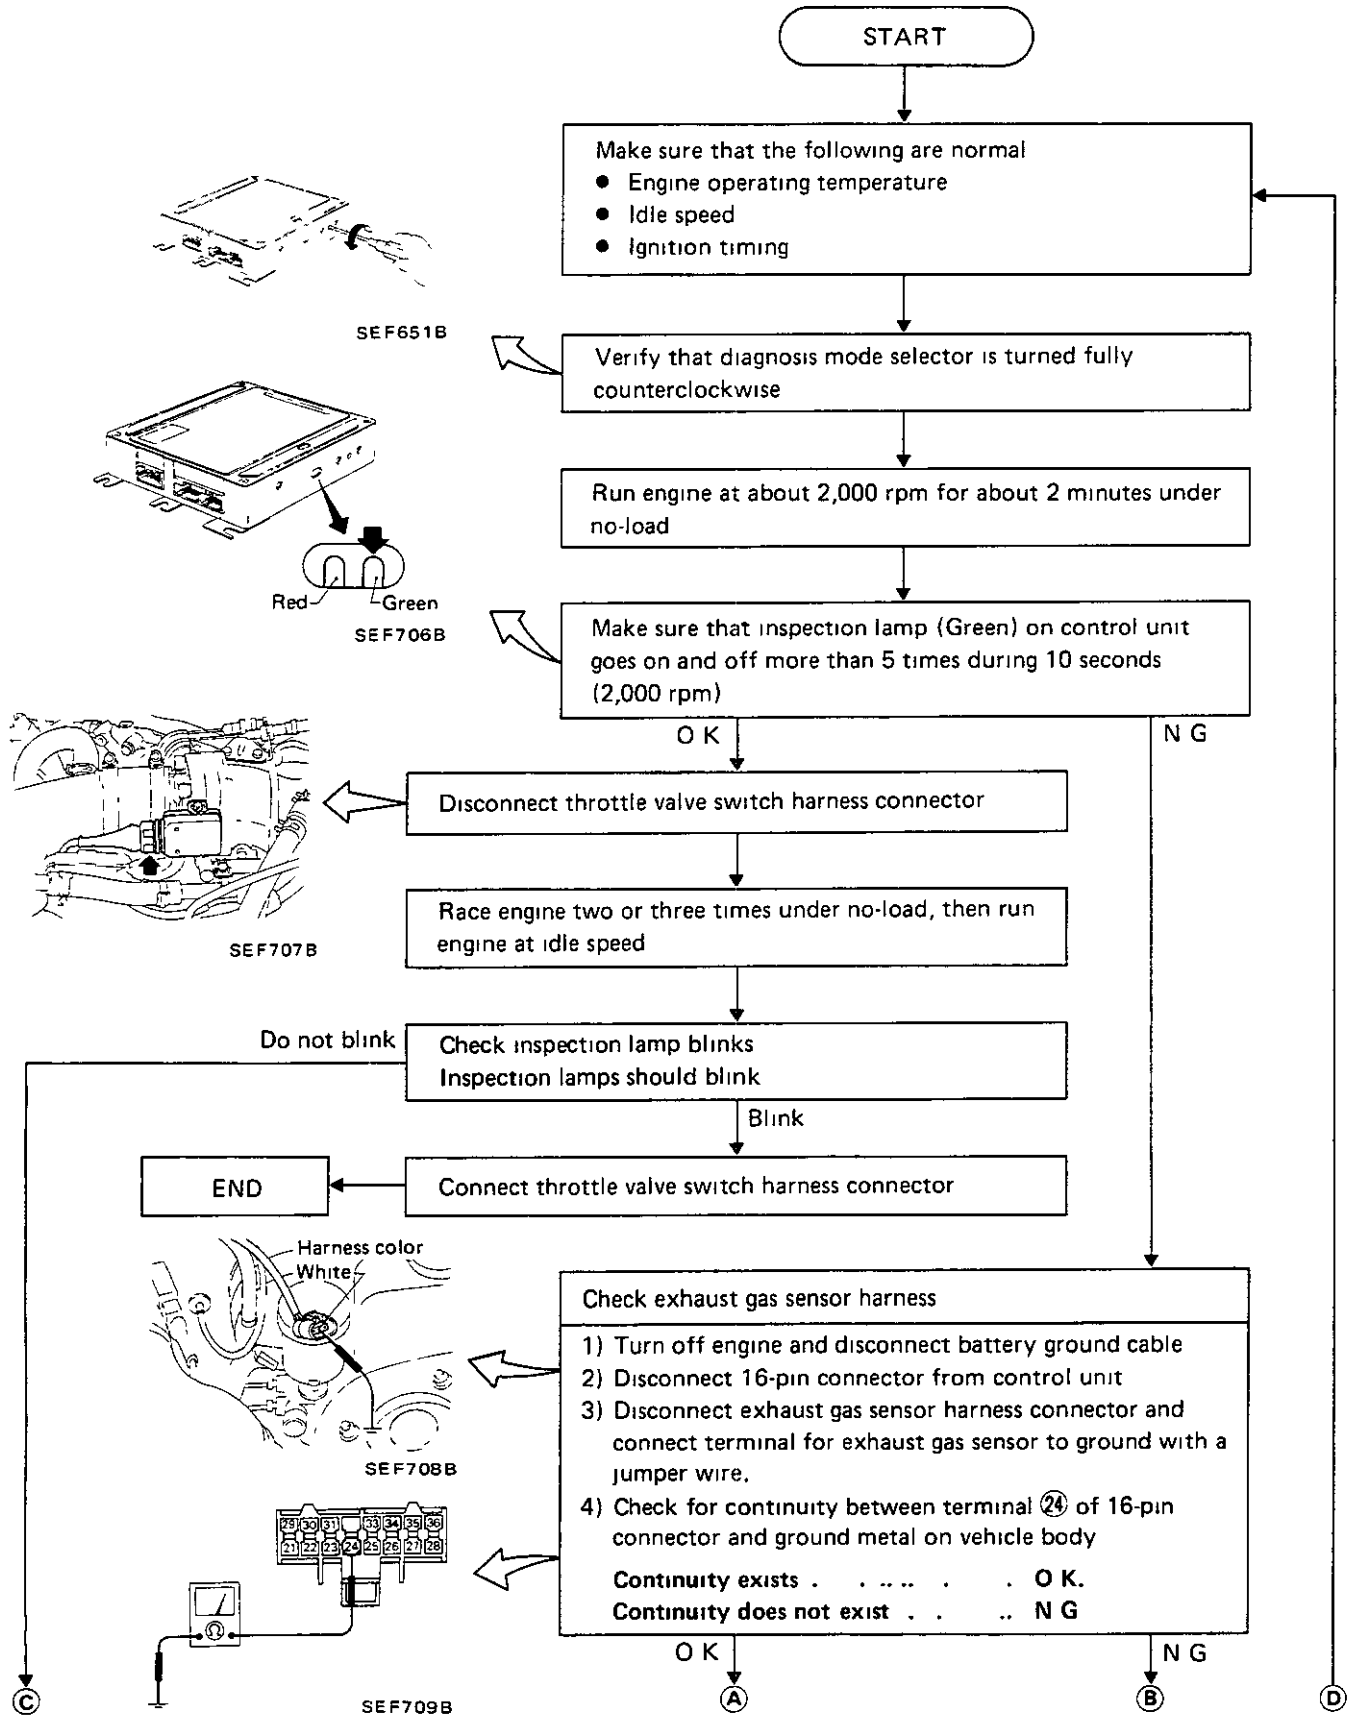 START
Make sure that the following are normal
● Engine operating temperature
● Idle speed
● Ignition timing
SEF651B
Verify that diagnosis mode selector is turned fully
counterclockwise
Run engine at about 2,000 rpm for about 2 minutes under
no-load
Red
Green
SEF706B
Make sure that inspection lamp (Green) on control unit
goes on and off more than 5 times during 10 seconds
(2,000 rpm)
O K
N G
Disconnect throttle valve switch harness connector
SEF707B
Race engine two or three times under no-load, then run
engine at idle speed
Do not blink
Check inspection lamp blinks
Inspection lamps should blink
Blink
END
Connect throttle valve switch harness connector
Harness color
White
SEF708B
Check exhaust gas sensor harness
1) Turn off engine and disconnect battery ground cable
2) Disconnect 16-pin connector from control unit
3) Disconnect exhaust gas sensor harness connector and
connect terminal for exhaust gas sensor to ground with a
jumper wire.
4) Check for continuity between terminal ㉔ of 16-pin
connector and ground metal on vehicle body
Continuity exists . . .. .. . . O K.
Continuity does not exist . . .. N G
29 30 31 33 34 35 36
21 22 23 24 25 26 27 28
Ω
SEF709B
O K
N G
Ⓒ
Ⓐ
Ⓑ
Ⓓ